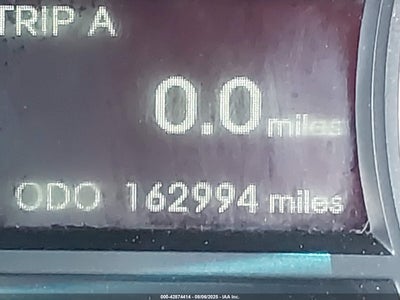 TRIP A
0.0 miles
ODO 162994 miles
000-42874414 - 08/06/2025 - IAA Inc.